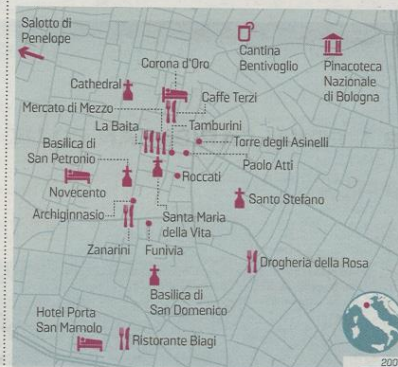 Salotto di
Penelope
Cantina
Bentivoglio
Pinacoteca
Nazionale
di Bologna
Corona d'Oro
Cathedral
Caffe Terzi
Mercato di Mezzo
Tamburini
La Baita
Torre degli Asinelli
Basilica di
San Petronio
Paolo Atti
Roccati
Novecento
Santo Stefano
Archiginnasio
Santa Maria
della Vita
Zanarini
Funivia
Drogheria della Rosa
Basilica di
San Domenico
Hotel Porta
San Mamolo
Ristorante Biagi
200